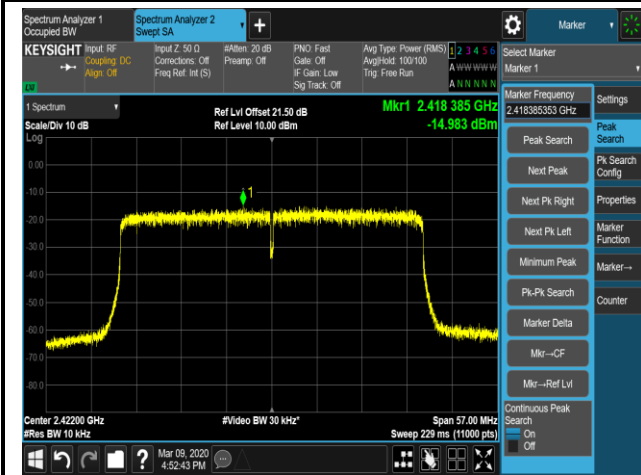 Spectrum Analyzer 1
Occupied BW
Spectrum Analyzer 2
Swept SA
+
Marker
KEYSIGHT
Input: RF
Coupling: DC
Align: Off
Input Z: 50 Ω
Corrections: Off
Freq Ref: Int (S)
#Atten: 20 dB
Preamp: Off
PNO: Fast
Gate: Off
IF Gain: Low
Sig Track: Off
Avg Type: Power (RMS)
Avg|Hold: 100/100
Trig: Free Run
1 2 3 4 5 6
A W W W W W
A N N N N N
Select Marker
Marker 1
1 Spectrum
Scale/Div 10 dB
Log
Ref Lvl Offset 21.50 dB
Ref Level 10.00 dBm
Mkr1 2.418 385 GHz
-14.983 dBm
0.00
-10.0
-20.0
-30.0
-40.0
-50.0
-60.0
-70.0
-80.0
1
Center 2.42200 GHz
#Res BW 10 kHz
#Video BW 30 kHz*
Span 57.00 MHz
Sweep 229 ms (11000 pts)
Marker Frequency
2.418385353 GHz
Peak Search
Next Peak
Next Pk Right
Next Pk Left
Minimum Peak
Pk-Pk Search
Marker Delta
Mkr→CF
Mkr→Ref Lvl
Continuous Peak
Search
On
Off
Settings
Peak
Search
Pk Search
Config
Properties
Marker
Function
Marker→
Counter
?
Mar 09, 2020
4:52:43 PM